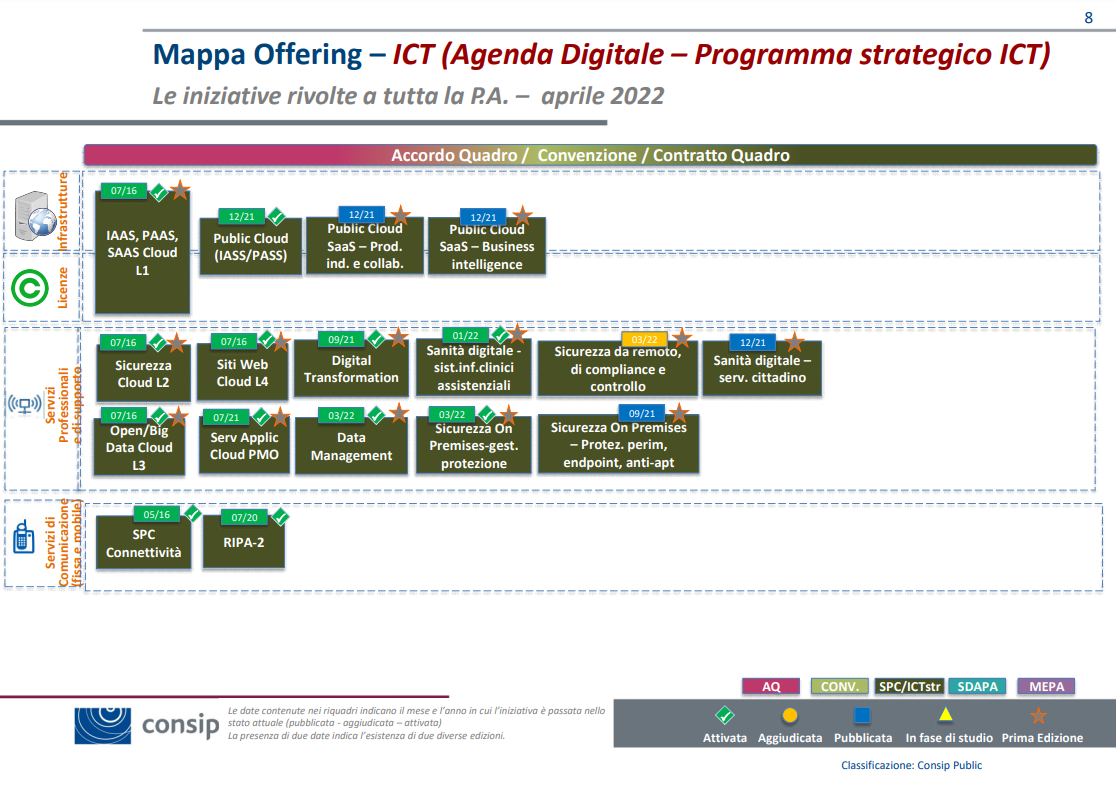 8
Mappa Offering – ICT (Agenda Digitale – Programma strategico ICT)
Le iniziative rivolte a tutta la P.A. – aprile 2022
Accordo Quadro / Convenzione / Contratto Quadro
Infrastrutture
07/16
IAAS, PAAS,
SAAS Cloud
L1
12/21
Public Cloud
(IASS/PASS)
12/21
Public Cloud
SaaS – Prod.
ind. e collab.
12/21
Public Cloud
SaaS – Business
intelligence
Licenze
Servizi
Professionali
e di supporto
07/16
Sicurezza
Cloud L2
07/16
Siti Web
Cloud L4
09/21
Digital
Transformation
01/22
Sanità digitale -
sist.inf.clinici
assistenziali
03/22
Sicurezza da remoto,
di compliance e
controllo
12/21
Sanità digitale –
serv. cittadino
07/16
Open/Big
Data Cloud
L3
07/21
Serv Applic
Cloud PMO
03/22
Data
Management
03/22
Sicurezza On
Premises-gest.
protezione
09/21
Sicurezza On Premises
– Protez. perim,
endpoint, anti-apt
Servizi di
Comunicazione
(fissa e mobile)
05/16
SPC
Connettività
07/20
RIPA-2
AQ
CONV.
SPC/ICTstr
SDAPA
MEPA
consip
Le date contenute nei riquadri indicano il mese e l’anno in cui l’iniziativa è passata nello
stato attuale (pubblicata - aggiudicata – attivata)
La presenza di due date indica l’esistenza di due diverse edizioni.
Attivata
Aggiudicata
Pubblicata
In fase di studio
Prima Edizione
Classificazione: Consip Public